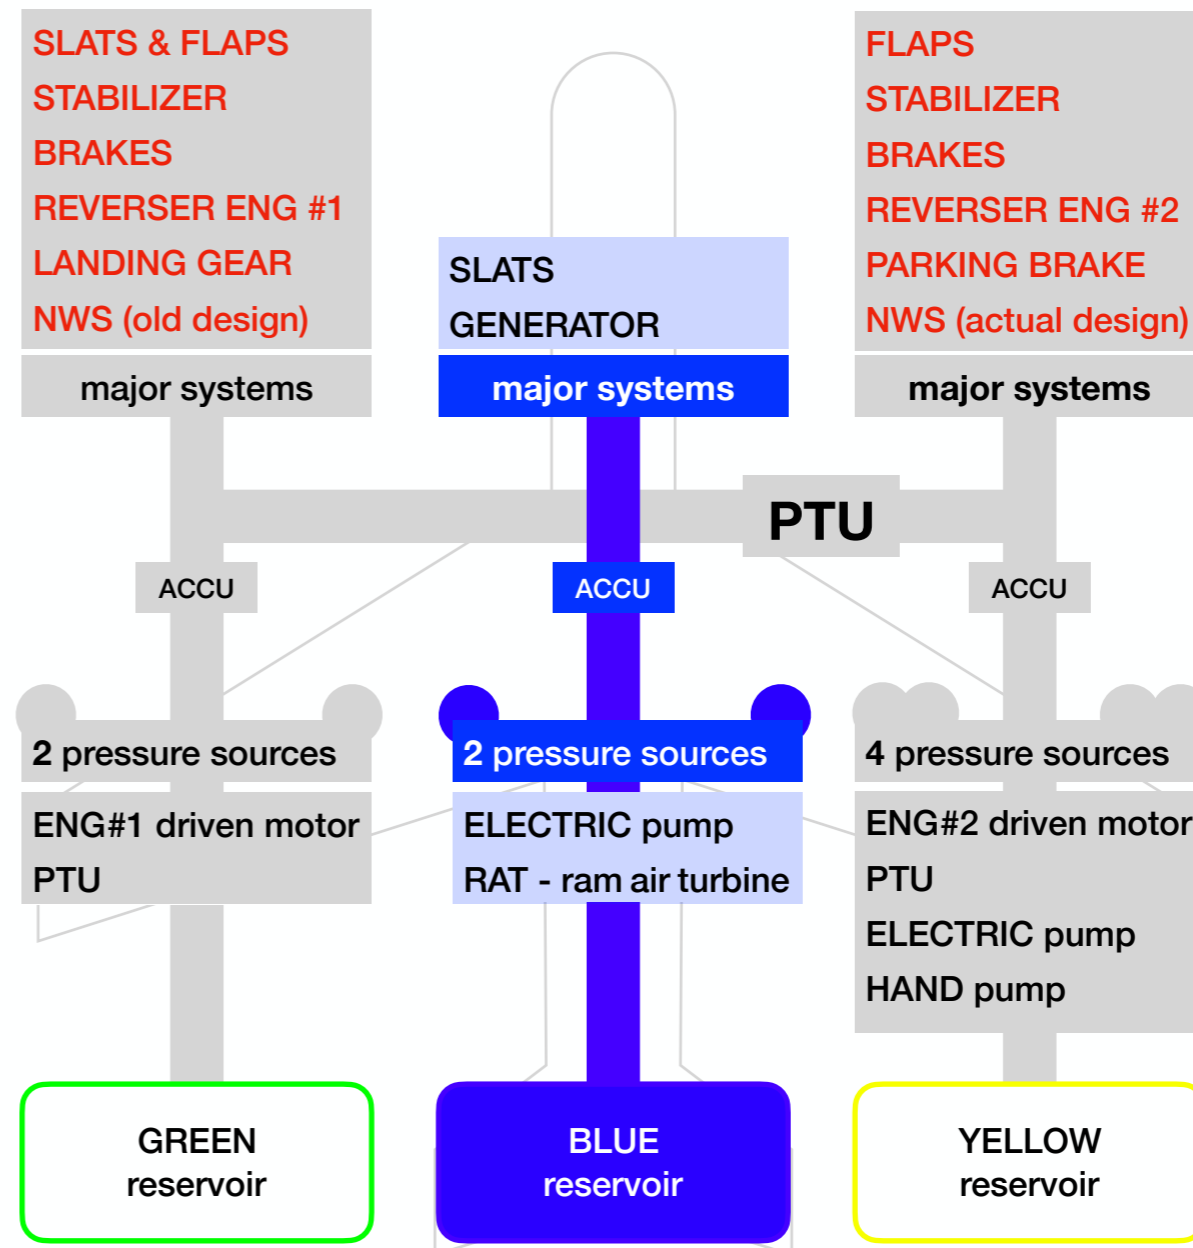 SLATS & FLAPS
STABILIZER
BRAKES
REVERSER ENG #1
LANDING GEAR
NWS (old design)
major systems
SLATS
GENERATOR
major systems
FLAPS
STABILIZER
BRAKES
REVERSER ENG #2
PARKING BRAKE
NWS (actual design)
major systems
PTU
ACCU
ACCU
ACCU
2 pressure sources
ENG#1 driven motor
PTU
2 pressure sources
ELECTRIC pump
RAT - ram air turbine
4 pressure sources
ENG#2 driven motor
PTU
ELECTRIC pump
HAND pump
GREEN
reservoir
BLUE
reservoir
YELLOW
reservoir